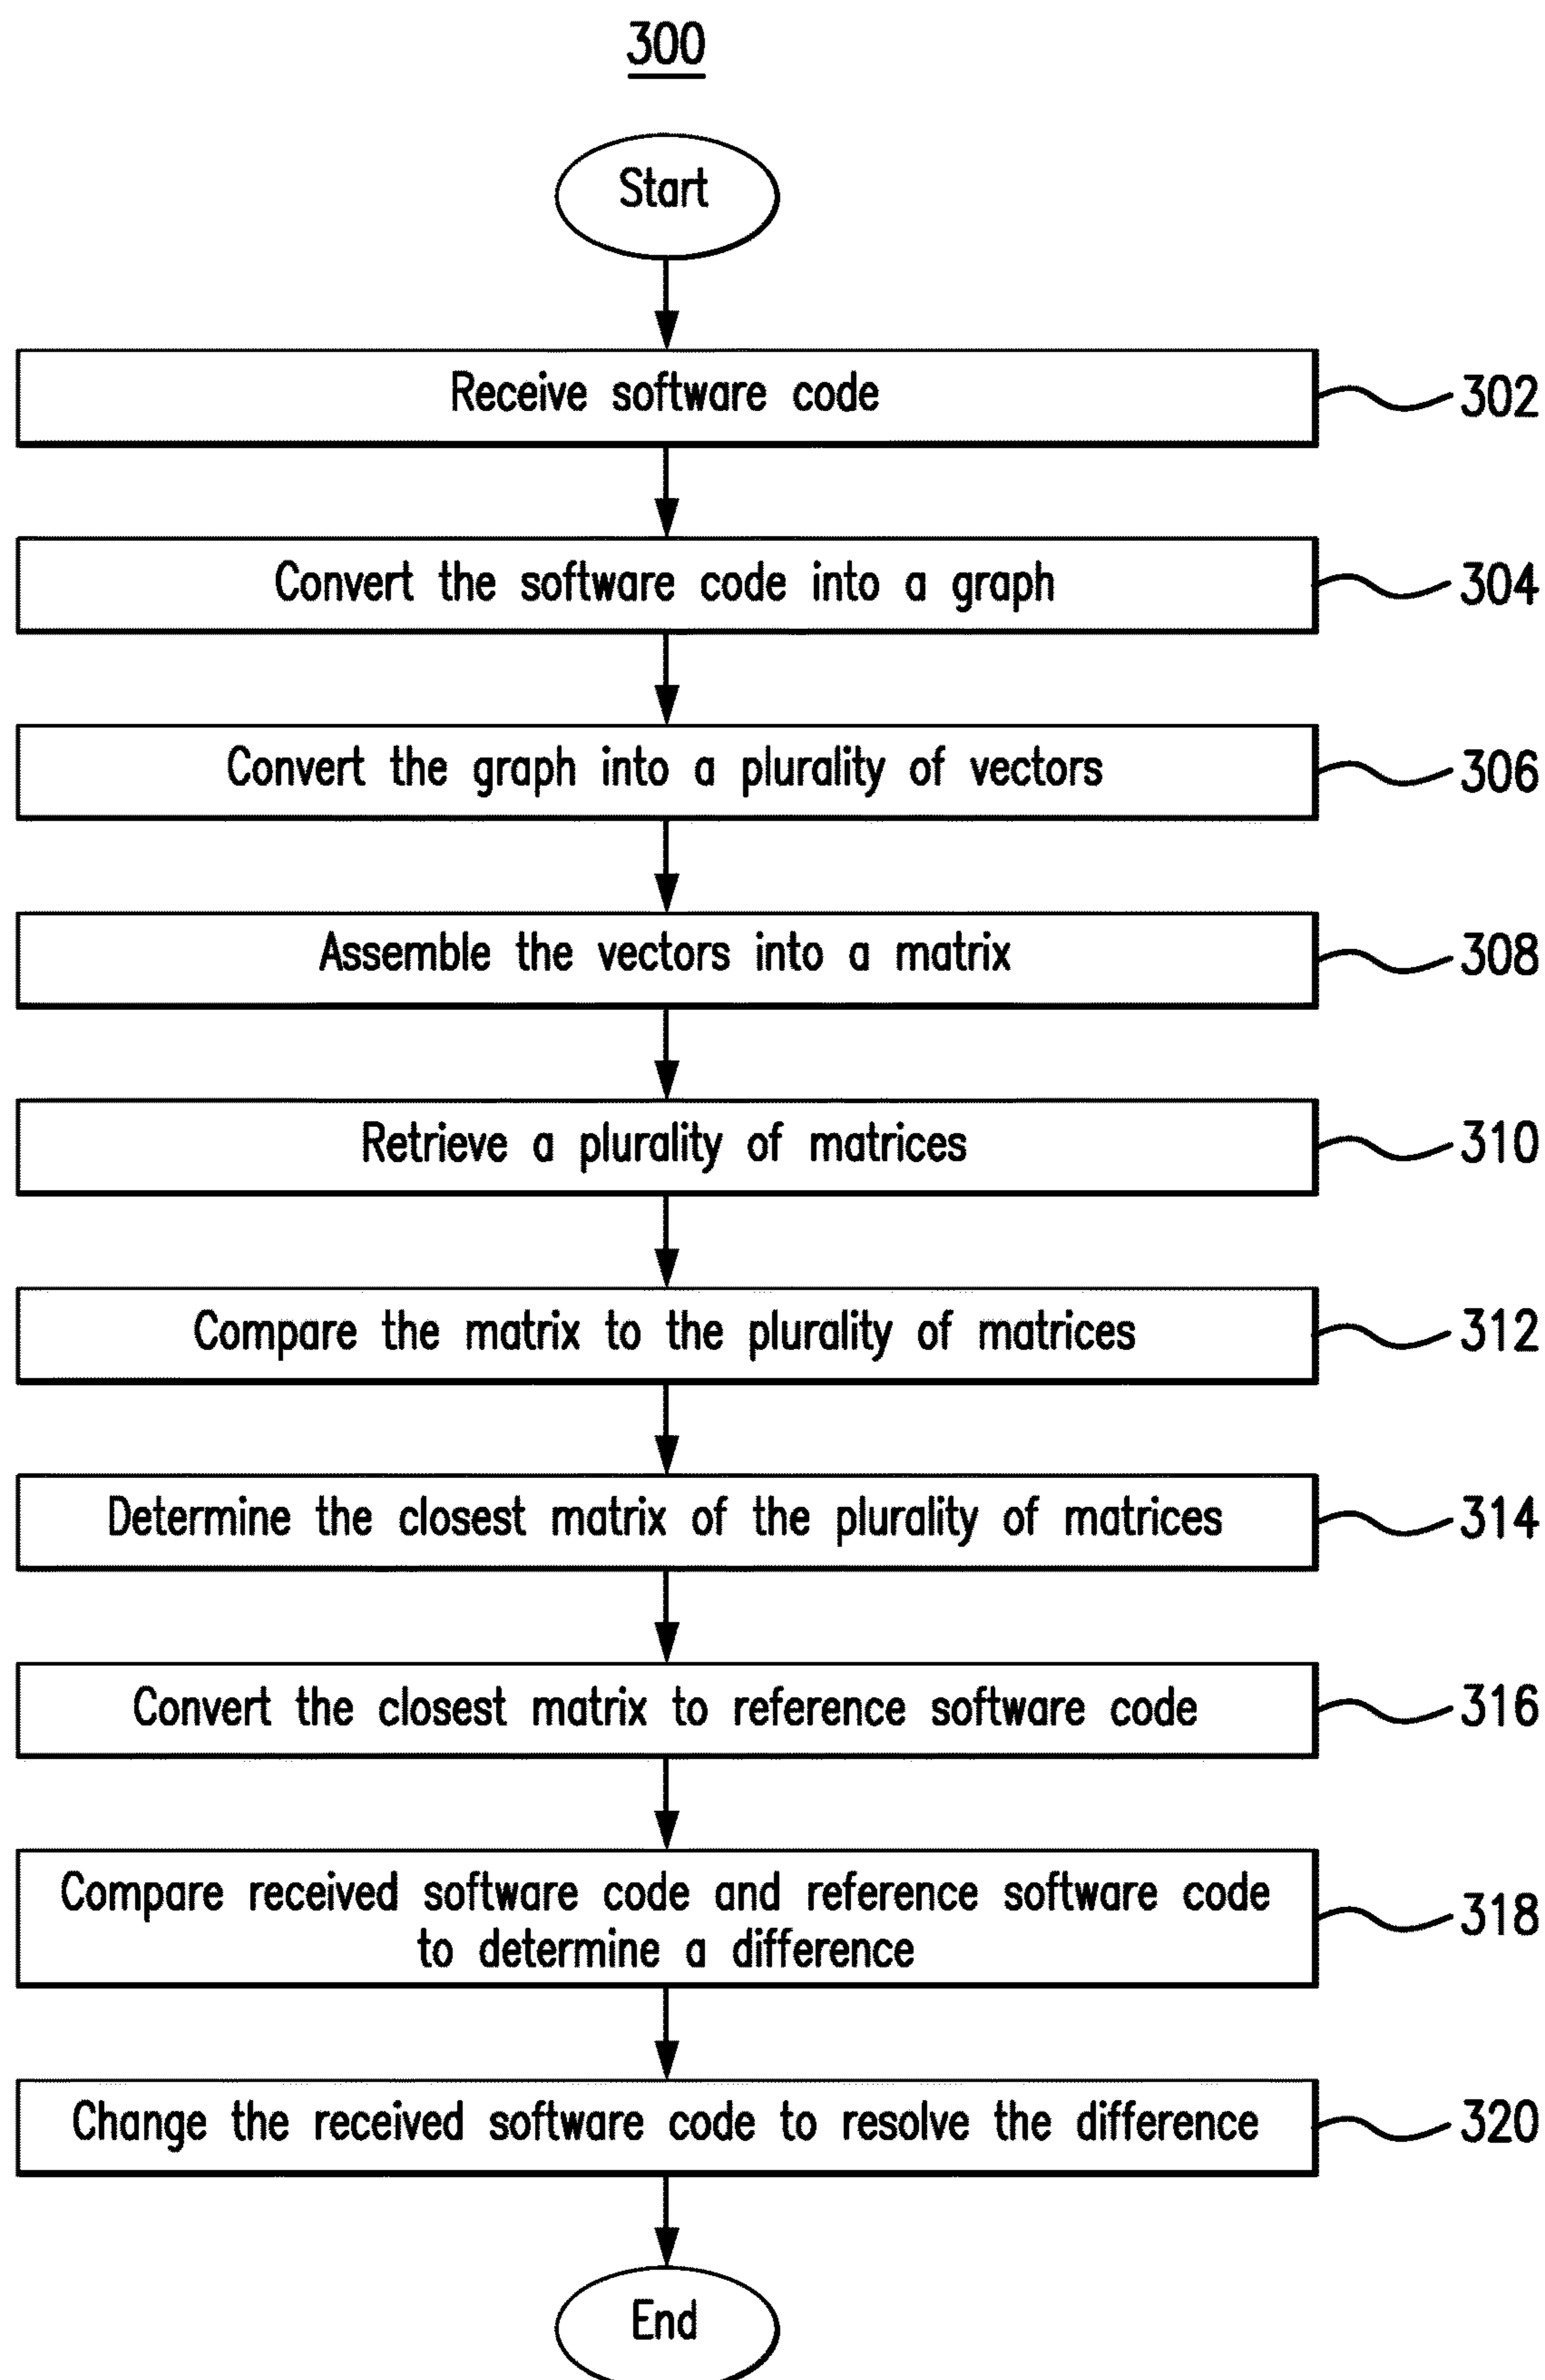 300
Start
Receive software code
302
Convert the software code into a graph
304
Convert the graph into a plurality of vectors
306
Assemble the vectors into a matrix
308
Retrieve a plurality of matrices
310
Compare the matrix to the plurality of matrices
312
Determine the closest matrix of the plurality of matrices
314
Convert the closest matrix to reference software code
316
Compare received software code and reference software code
to determine a difference
318
Change the received software code to resolve the difference
320
End